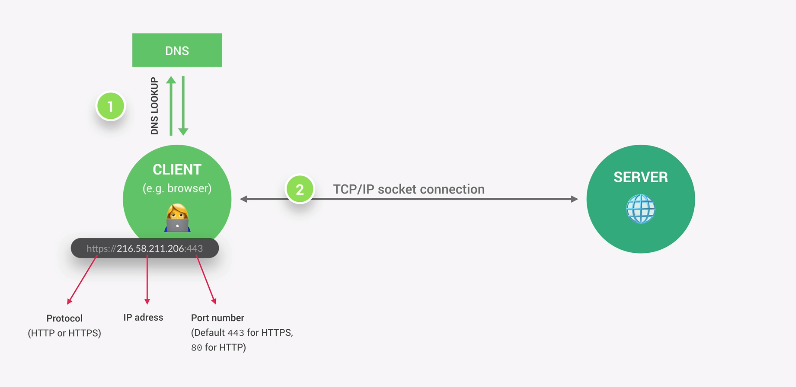 DNS
1
DNS LOOKUP
CLIENT
(e.g. browser)
2
TCP/IP socket connection
SERVER
https://216.58.211.206:443
Protocol
(HTTP or HTTPS)
IP adress
Port number
(Default 443 for HTTPS,
80 for HTTP)